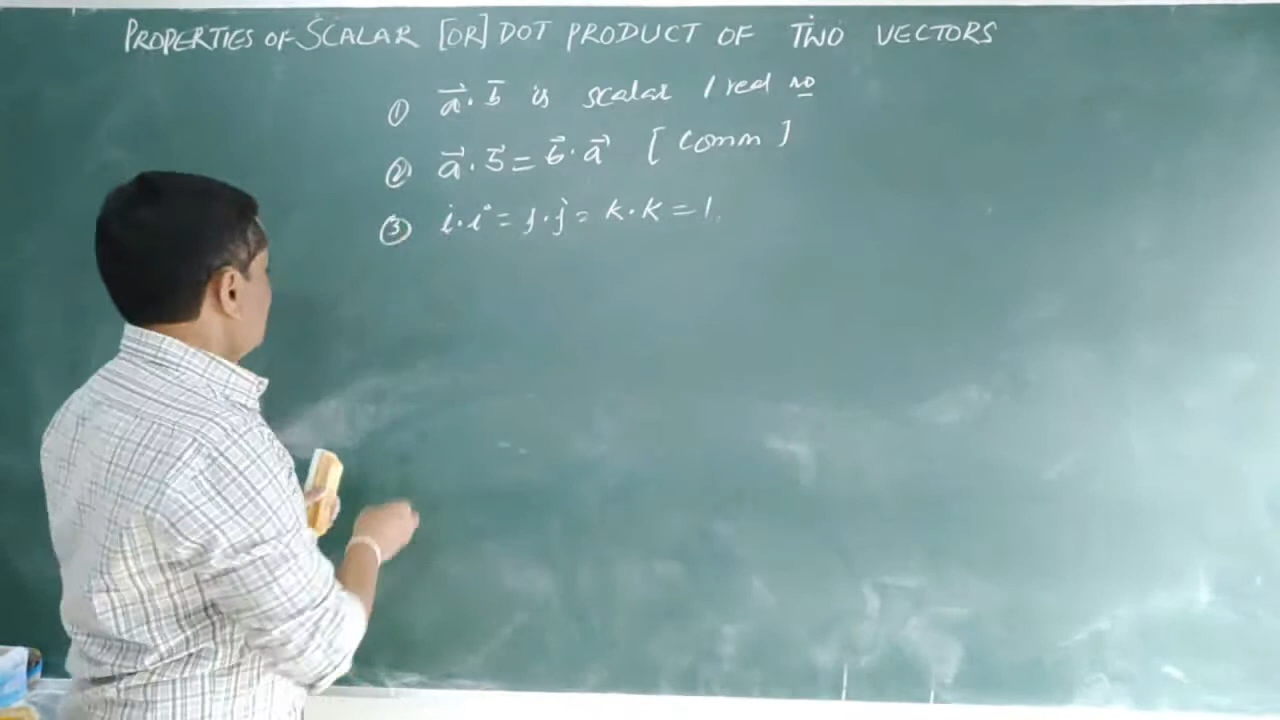 PROPERTIES OF SCALAR [OR] DOT PRODUCT OF TWO VECTORS
① a⃗ · b⃗ is scalar / real no
② a⃗ · b⃗ = b⃗ · a⃗ [comm]
③ i · i = j · j = k · k = 1.